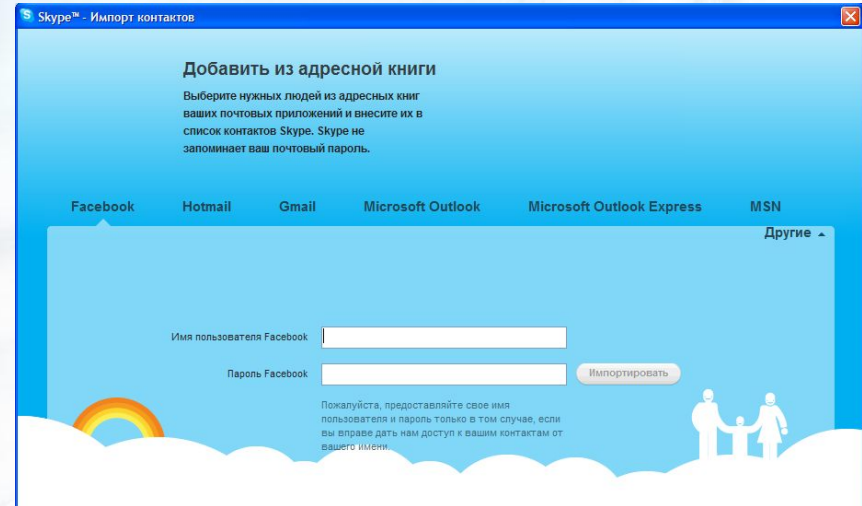 Skype™ - Импорт контактов
Добавить из адресной книги
Выберите нужных людей из адресных книг
ваших почтовых приложений и внесите их в
список контактов Skype. Skype не
запоминает ваш почтовый пароль.
Facebook Hotmail Gmail Microsoft Outlook Microsoft Outlook Express MSN
Другие
Имя пользователя Facebook
Пароль Facebook Импортировать
Пожалуйста, предоставляйте свое имя
пользователя и пароль только в том случае, если
вы вправе дать нам доступ к вашим контактам от
вашего имени.